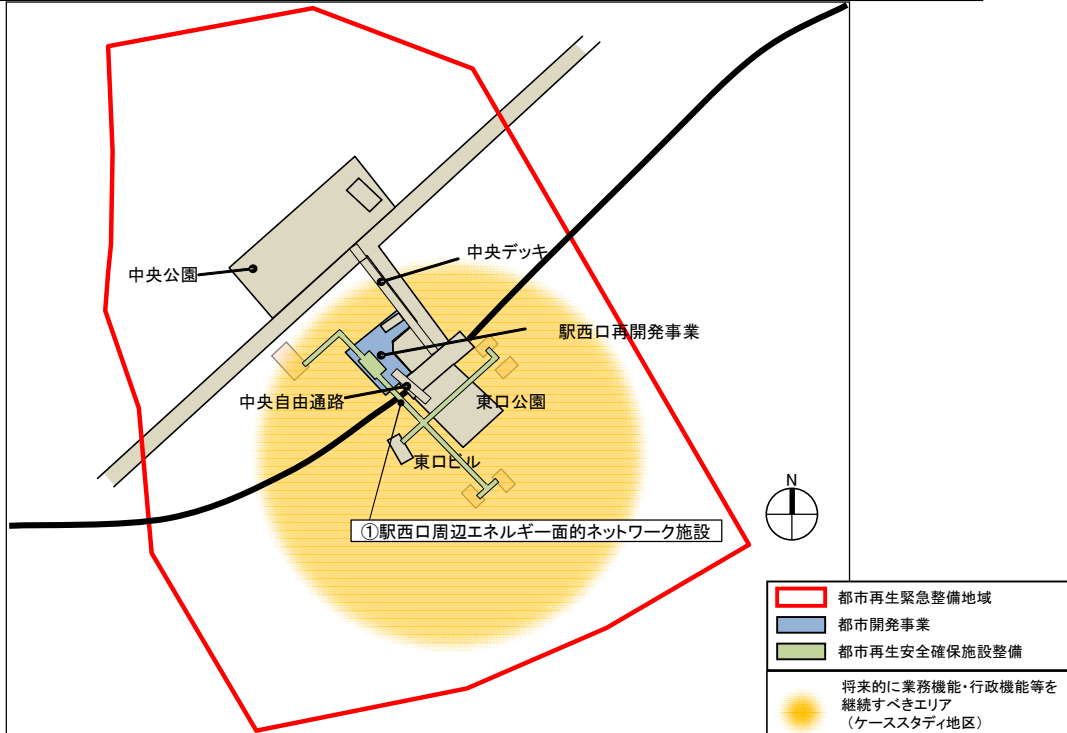 中央デッキ
中央公園
駅西口再開発事業
中央自由通路
東口公園
東口ビル
N
①駅西口周辺エネルギー面的ネットワーク施設
都市再生緊急整備地域
都市開発事業
都市再生安全確保施設整備
将来的に業務機能・行政機能等を
継続すべきエリア
（ケーススタディ地区）